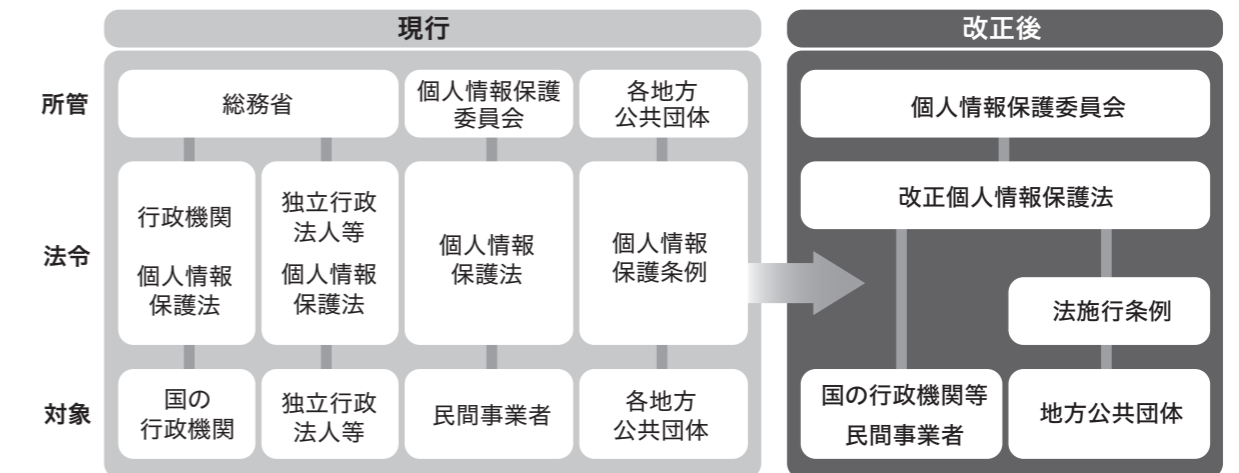 現行
改正後
所管
総務省
個人情報保護
委員会
各地方
公共団体
個人情報保護委員会
法令
行政機関
個人情報
保護法
独立行政
法人等
個人情報
保護法
個人情報
保護法
個人情報
保護条例
改正個人情報保護法
法施行条例
対象
国の
行政機関
独立行政
法人等
民間事業者
各地方
公共団体
国の行政機関等
民間事業者
地方公共団体